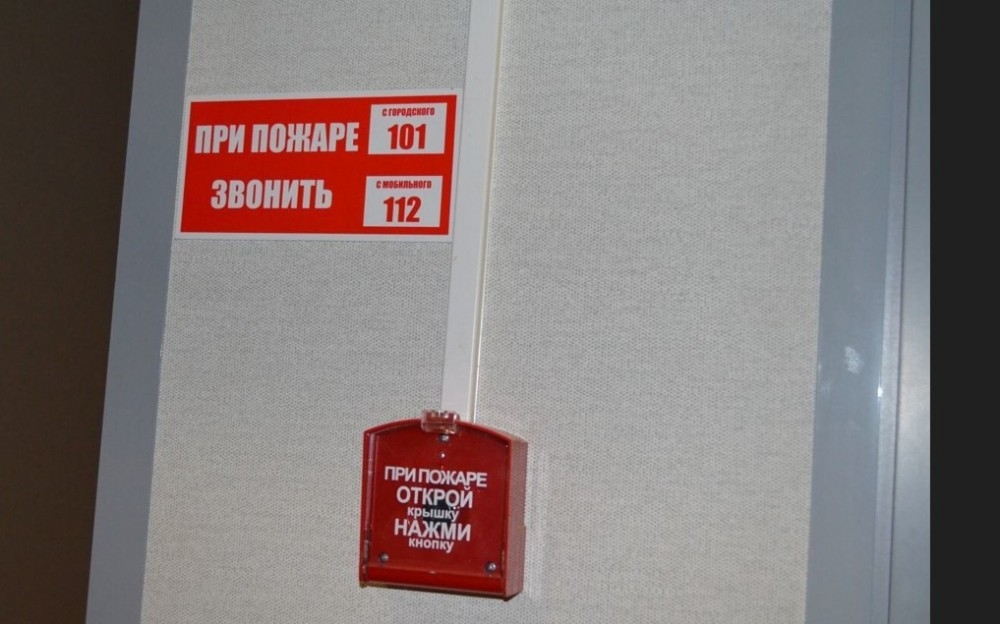 ПРИ ПОЖАРЕ
ЗВОНИТЬ
С ГОРОДСКОГО
101
С МОБИЛЬНОГО
112
ПРИ ПОЖАРЕ
ОТКРОЙ
крышку
НАЖМИ
кнопку